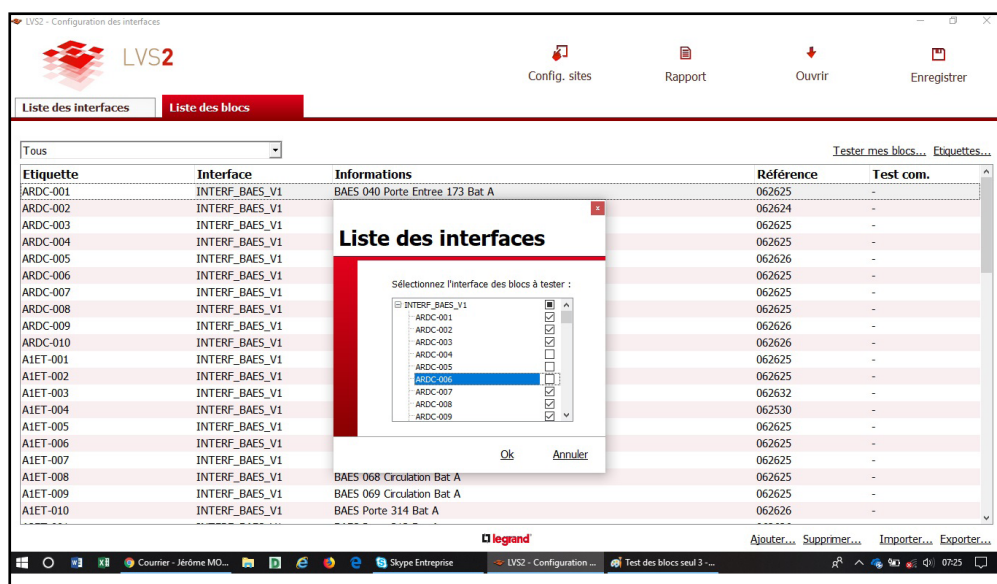 LVS2 - Configuration des interfaces
LVS2
Config. sites
Rapport
Ouvrir
Enregistrer
Liste des interfaces
Liste des blocs
Tous
Tester mes blocs... Etiquettes...
Etiquette Interface Informations Référence Test com.
ARDC-001 INTERF_BAES_V1 BAES 040 Porte Entree 173 Bat A 062625 -
ARDC-002 INTERF_BAES_V1 062624 -
ARDC-003 INTERF_BAES_V1 062625 -
ARDC-004 INTERF_BAES_V1 062625 -
ARDC-005 INTERF_BAES_V1 062626 -
ARDC-006 INTERF_BAES_V1 062625 -
ARDC-007 INTERF_BAES_V1 062625 -
ARDC-008 INTERF_BAES_V1 062625 -
ARDC-009 INTERF_BAES_V1 062626 -
ARDC-010 INTERF_BAES_V1 062626 -
A1ET-001 INTERF_BAES_V1 062625 -
A1ET-002 INTERF_BAES_V1 062625 -
A1ET-003 INTERF_BAES_V1 062632 -
A1ET-004 INTERF_BAES_V1 062530 -
A1ET-005 INTERF_BAES_V1 062625 -
A1ET-006 INTERF_BAES_V1 062625 -
A1ET-007 INTERF_BAES_V1 062625 -
A1ET-008 INTERF_BAES_V1 BAES 068 Circulation Bat A 062625 -
A1ET-009 INTERF_BAES_V1 BAES 069 Circulation Bat A 062625 -
A1ET-010 INTERF_BAES_V1 BAES Porte 314 Bat A 062626 -
Liste des interfaces
Sélectionnez l'interface des blocs à tester :
INTERF_BAES_V1
ARDC-001
ARDC-002
ARDC-003
ARDC-004
ARDC-005
ARDC-006
ARDC-007
ARDC-008
ARDC-009
Ok Annuler
legrand
Ajouter... Supprimer... Importer... Exporter...
Courrier - Jérôme MO... Skype Entreprise LVS2 - Configuration ... Test des blocs seul 3 -... 07:25